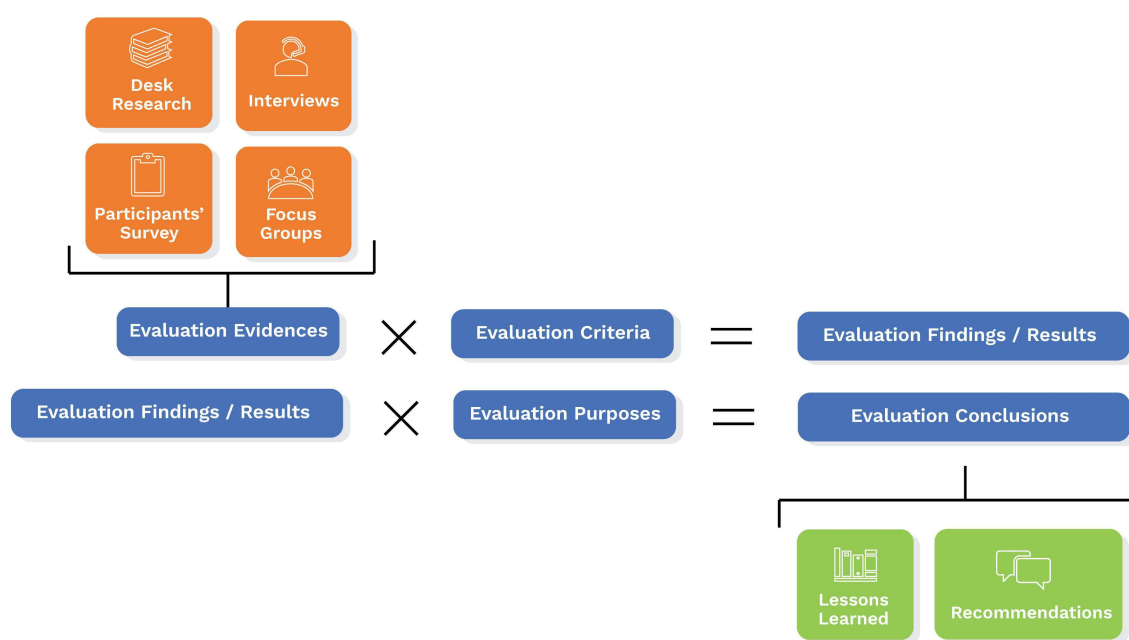 Desk
Research
Interviews
Participants'
Survey
Focus
Groups
Evaluation Evidences
Evaluation Criteria
Evaluation Findings / Results
Evaluation Findings / Results
Evaluation Purposes
Evaluation Conclusions
Lessons
Learned
Recommendations